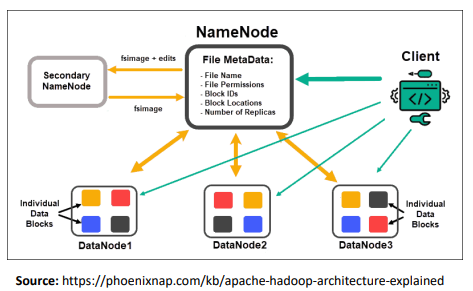 NameNode
fsimage + edits
Secondary
NameNode
fsimage
File MetaData:
- File Name
- File Permissions
- Block IDs
- Block Locations
- Number of Replicas
Client
</>
Individual
Data
Blocks
DataNode1
DataNode2
DataNode3
Individual
Data
Blocks
Source: https://phoenixnap.com/kb/apache-hadoop-architecture-explained